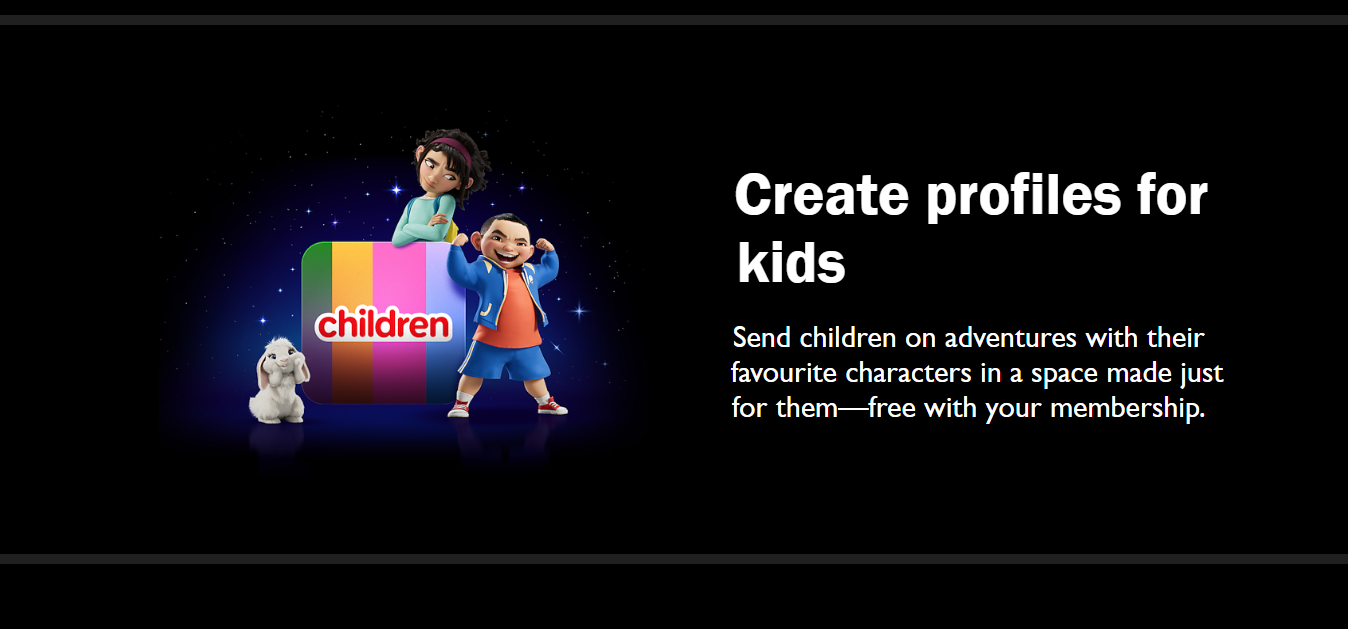 children
Create profiles for
kids
Send children on adventures with their
favourite characters in a space made just
for them—free with your membership.